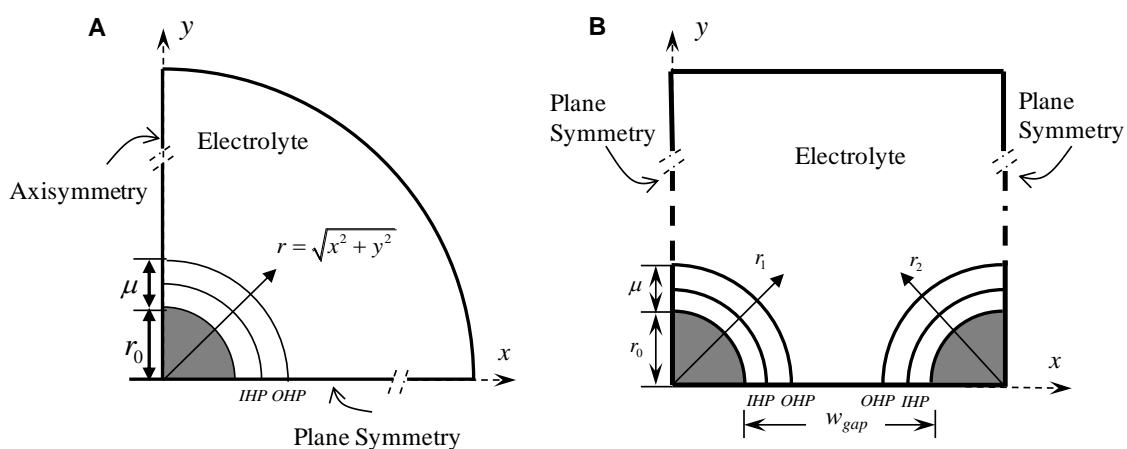 A
y
Electrolyte
Axisymmetry
r = √x² + y²
μ
r₀
x
IHP OHP
Plane Symmetry
B
y
Plane
Symmetry
Plane
Symmetry
Electrolyte
r₁
r₂
μ
r₀
x
IHP OHP OHP IHP
w_gap